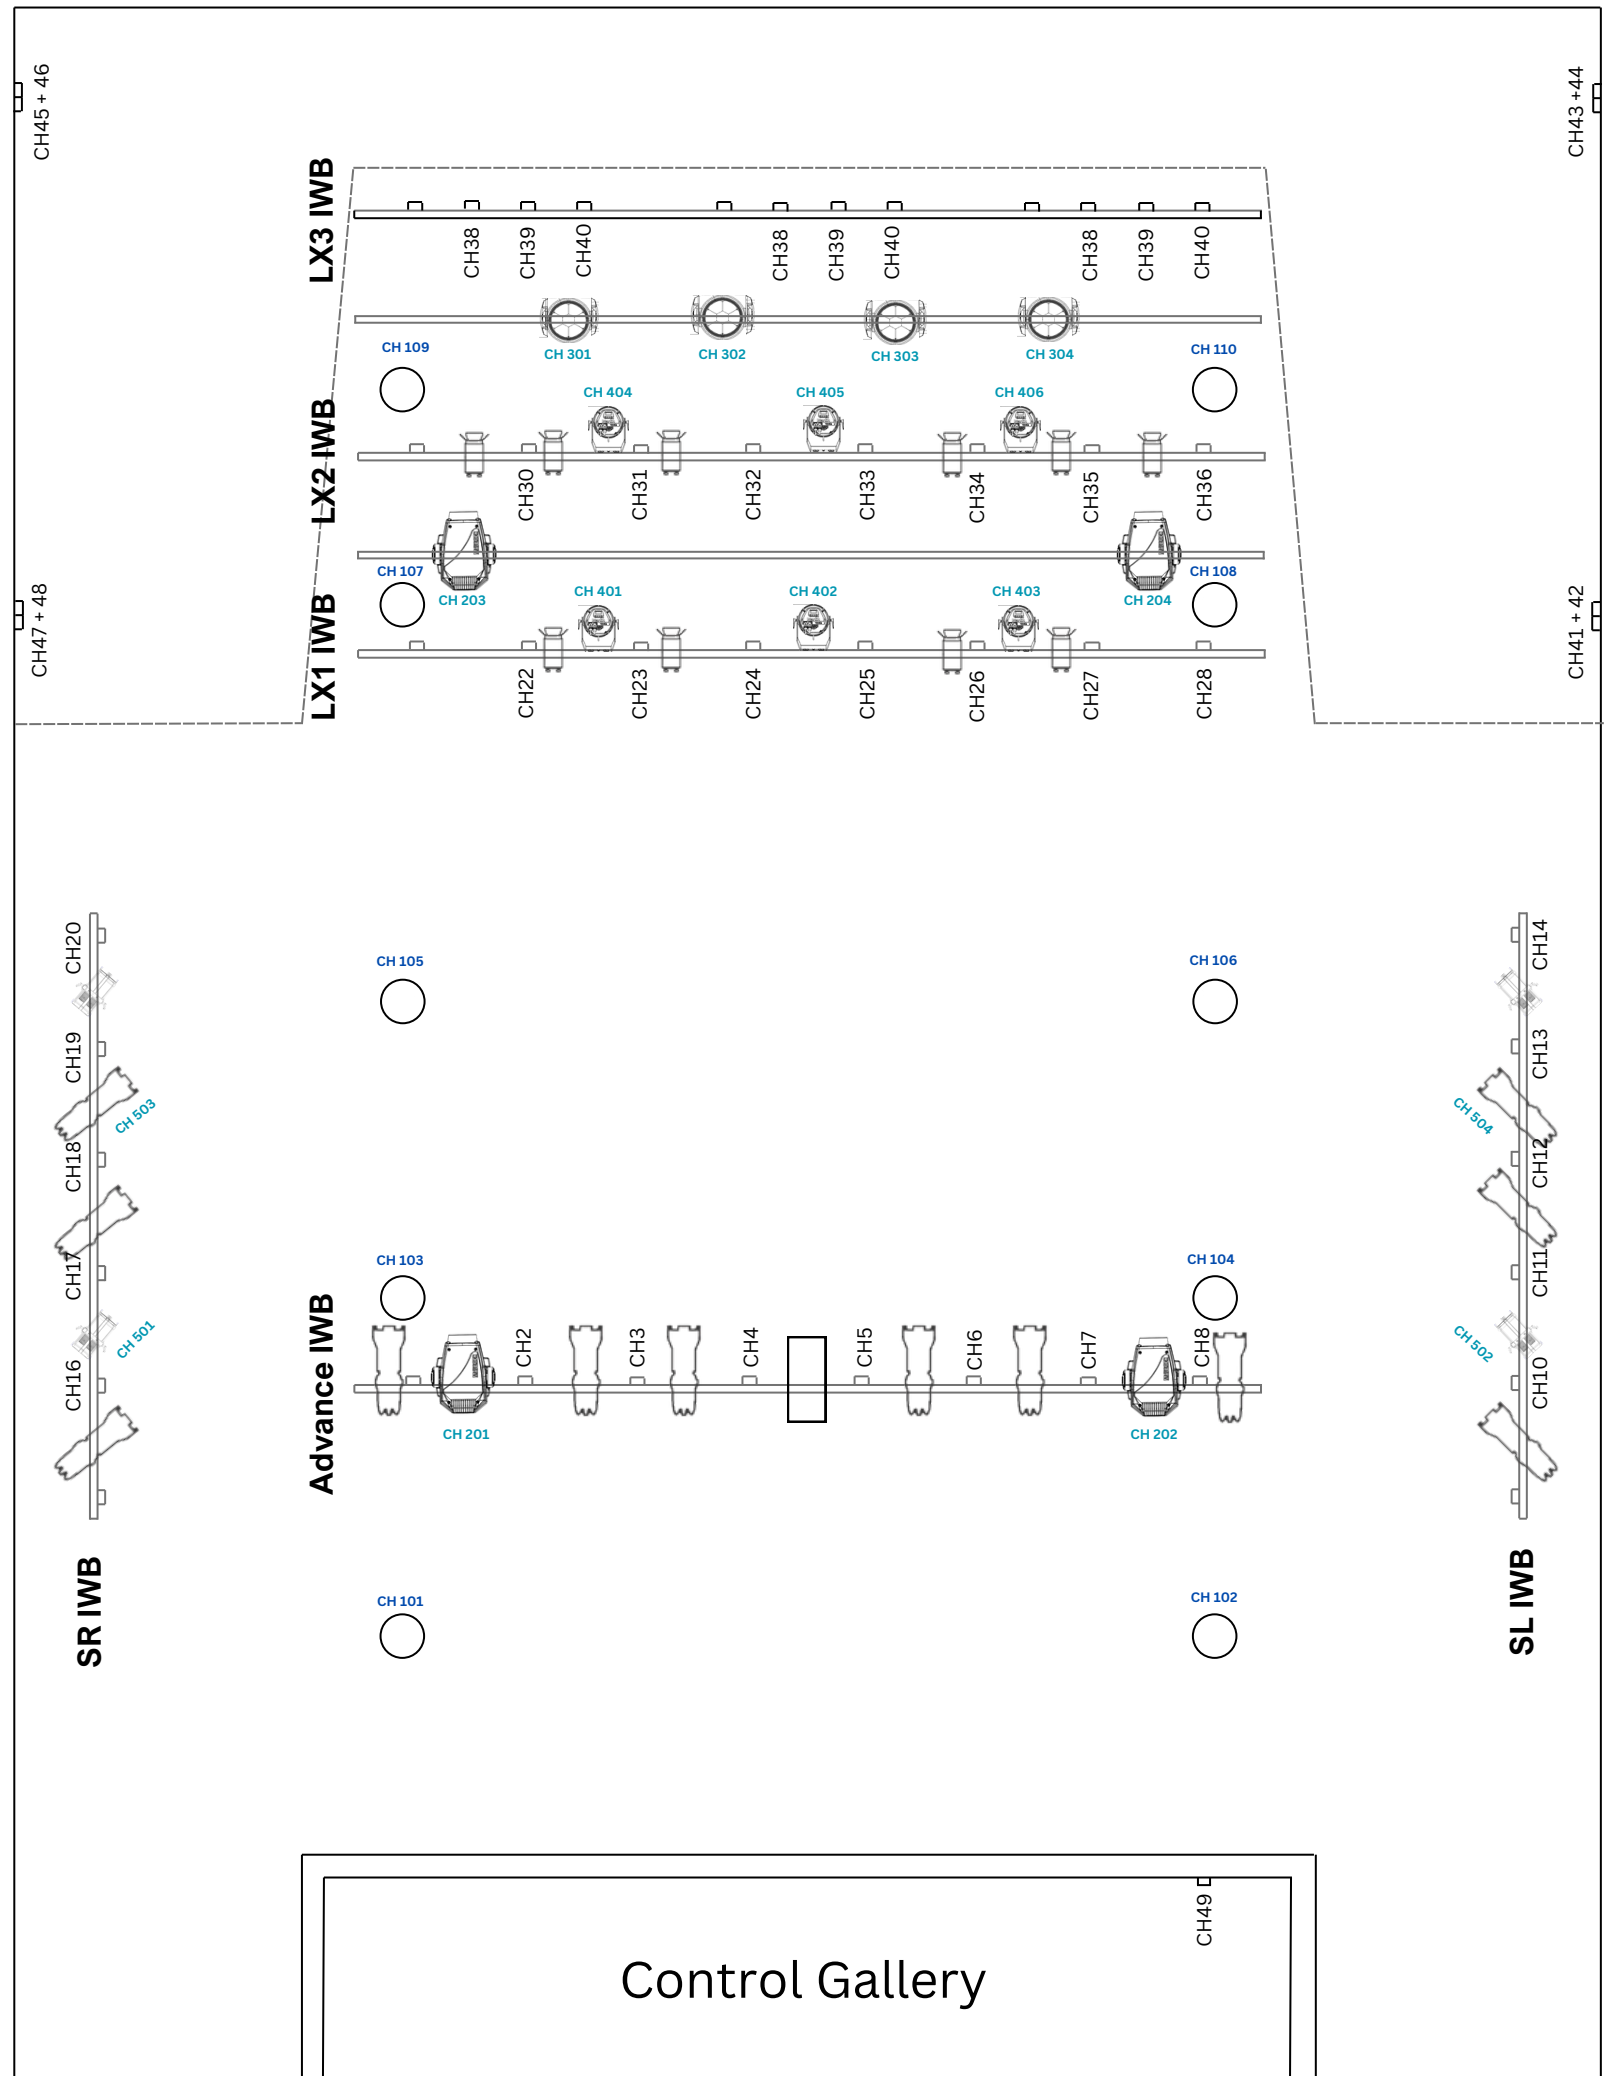 CH45 + 46
CH43 +44
LX3 IWB
CH38
CH39
CH40
CH38
CH39
CH40
CH38
CH39
CH40
CH 301
CH 302
CH 303
CH 304
CH 109
CH 110
CH 404
CH 405
CH 406
LX2 IWB
CH30
CH31
CH32
CH33
CH34
CH35
CH36
CH 107
CH 203
CH 204
CH 108
CH 401
CH 402
CH 403
CH47 + 48
CH41 + 42
LX1 IWB
CH22
CH23
CH24
CH25
CH26
CH27
CH28
CH20
CH14
CH 105
CH 106
CH19
CH13
CH 503
CH 504
CH18
CH12
CH17
CH11
CH 103
CH 104
CH 501
CH 502
CH16
CH10
Advance IWB
CH2
CH3
CH4
CH5
CH6
CH7
CH8
CH 201
CH 202
SR IWB
SL IWB
CH 101
CH 102
CH49
Control Gallery